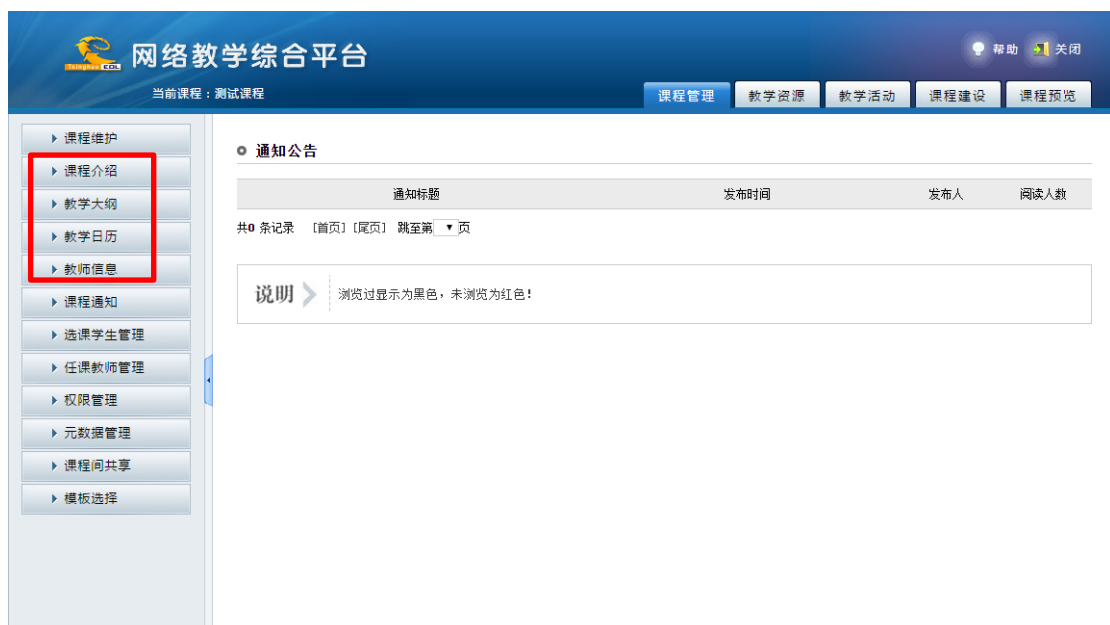 网络教学综合平台
Tsinghua COL
帮助 关闭
当前课程：测试课程
课程管理 教学资源 教学活动 课程建设 课程预览
课程维护
课程介绍
教学大纲
教学日历
教师信息
课程通知
选课学生管理
任课教师管理
权限管理
元数据管理
课程间共享
模板选择
通知公告
通知标题 发布时间 发布人 阅读人数
共0 条记录 [首页] [尾页] 跳至第 页
说明 浏览过显示为黑色，未浏览为红色!